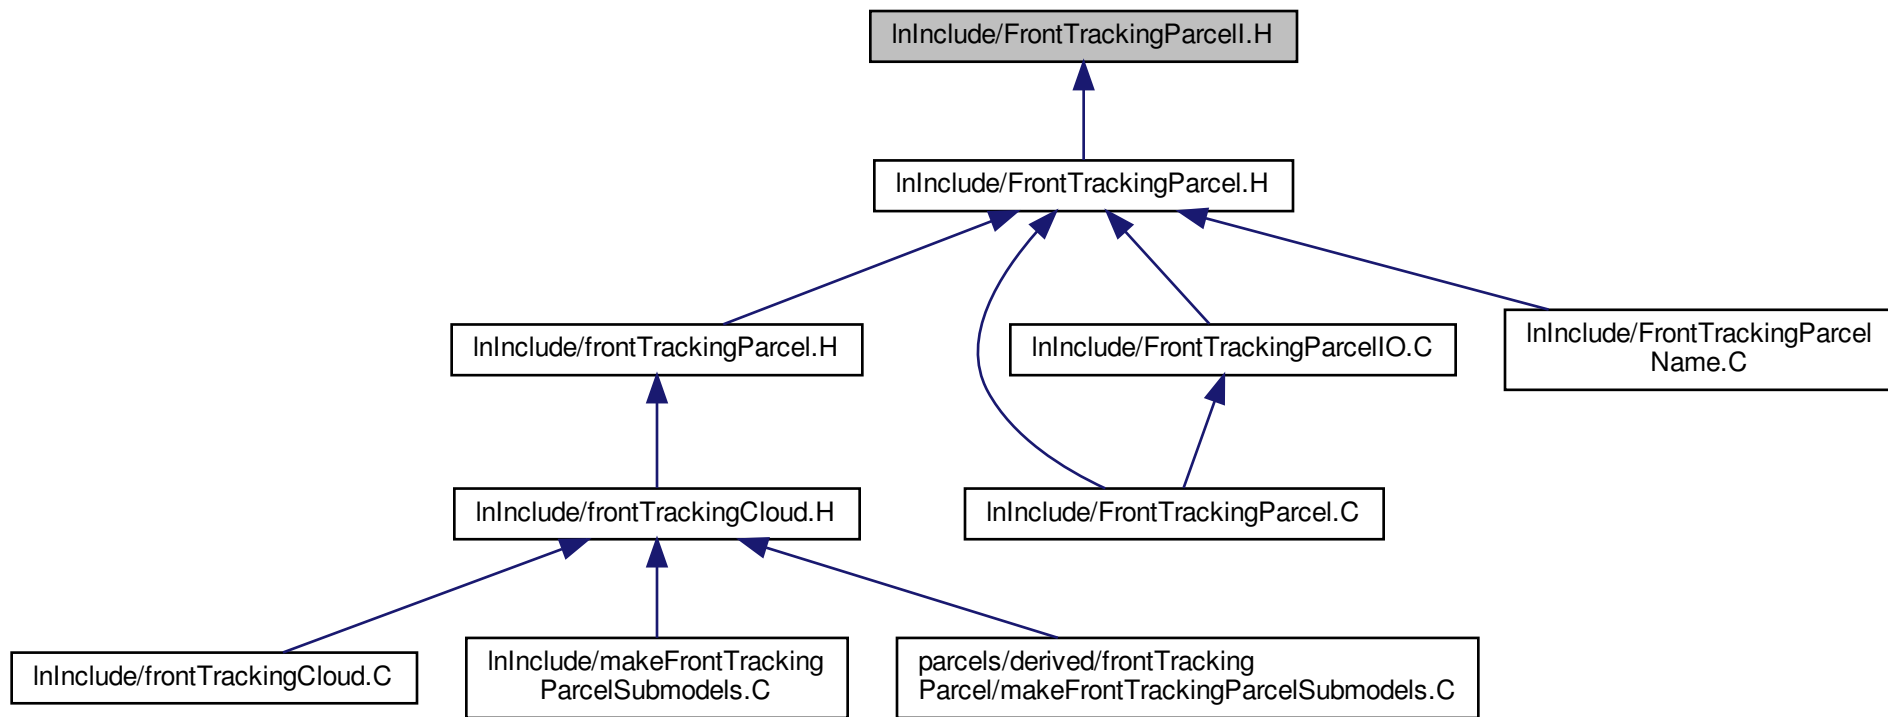 lnInclude/FrontTrackingParcelI.H
lnInclude/FrontTrackingParcel.H
lnInclude/frontTrackingParcel.H
lnInclude/FrontTrackingParcelIO.C
lnInclude/FrontTrackingParcel
Name.C
lnInclude/frontTrackingCloud.H
lnInclude/FrontTrackingParcel.C
lnInclude/frontTrackingCloud.C
lnInclude/makeFrontTracking
ParcelSubmodels.C
parcels/derived/frontTracking
Parcel/makeFrontTrackingParcelSubmodels.C